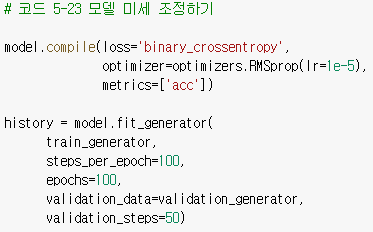 # 코드 5-23 모델 미세 조정하기
model.compile(loss='binary_crossentropy',
optimizer=optimizers.RMSprop(lr=1e-5),
metrics=['acc'])
history = model.fit_generator(
train_generator,
steps_per_epoch=100,
epochs=100,
validation_data=validation_generator,
validation_steps=50)